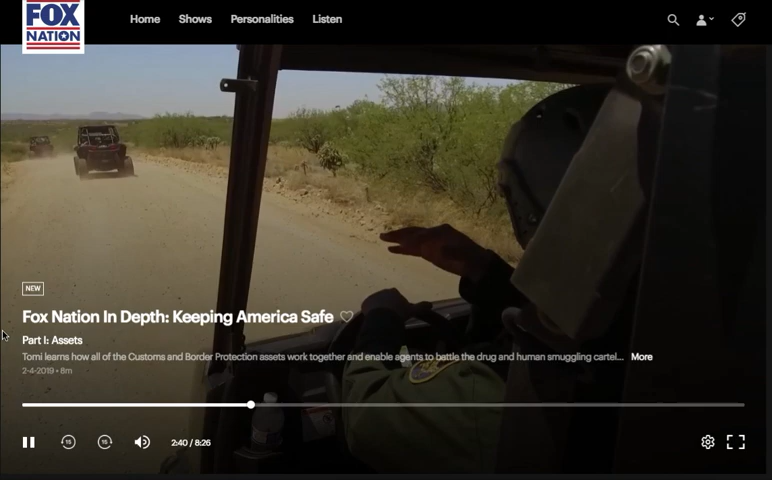 FOX
NATION
Home Shows Personalities Listen
NEW
Fox Nation In Depth: Keeping America Safe
Part I: Assets
Tomi learns how all of the Customs and Border Protection assets work together and enable agents to battle the drug and human smuggling cartel... More
2-4-2019 • 8m
15 15 2:40 / 8:26